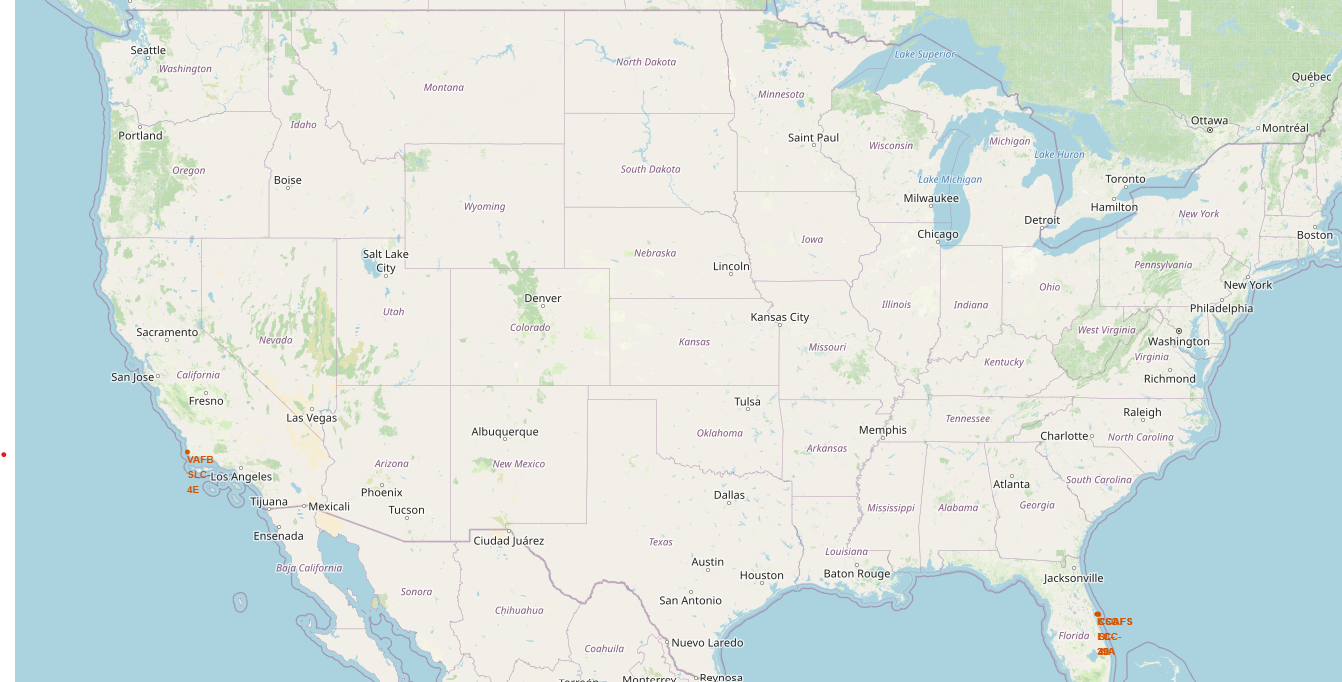 Seattle
Washington
Montana
North Dakota
Minnesota
Lake Superior
Québec
Ottawa
Montréal
Portland
Idaho
Saint Paul
Wisconsin
Michigan
Lake Huron
Oregon
Boise
South Dakota
Lake Michigan
Toronto
Wyoming
Milwaukee
Hamilton
New York
Detroit
Chicago
Boston
Salt Lake
City
Nebraska
Iowa
Lincoln
Pennsylvania
New York
Denver
Utah
Colorado
Illinois
Indiana
Ohio
Philadelphia
Sacramento
Nevada
Kansas City
Kansas
Missouri
West Virginia
Washington
Virginia
Kentucky
San Jose
California
Richmond
Fresno
Las Vegas
Tulsa
Raleigh
Albuquerque
Oklahoma
Memphis
Tennessee
Charlotte
North Carolina
Arkansas
VAFB
SLC-
4E
Los Angeles
Arizona
New Mexico
Phoenix
Tucson
Dallas
Atlanta
South Carolina
Tijuana
Mexicali
Mississippi
Alabama
Georgia
Ensenada
Ciudad Juárez
Texas
Louisiana
Baja California
Austin
Houston
Baton Rouge
Jacksonville
Sonora
San Antonio
Chihuahua
Florida
Coahuila
Nuevo Laredo
Monterrey
Reynosa